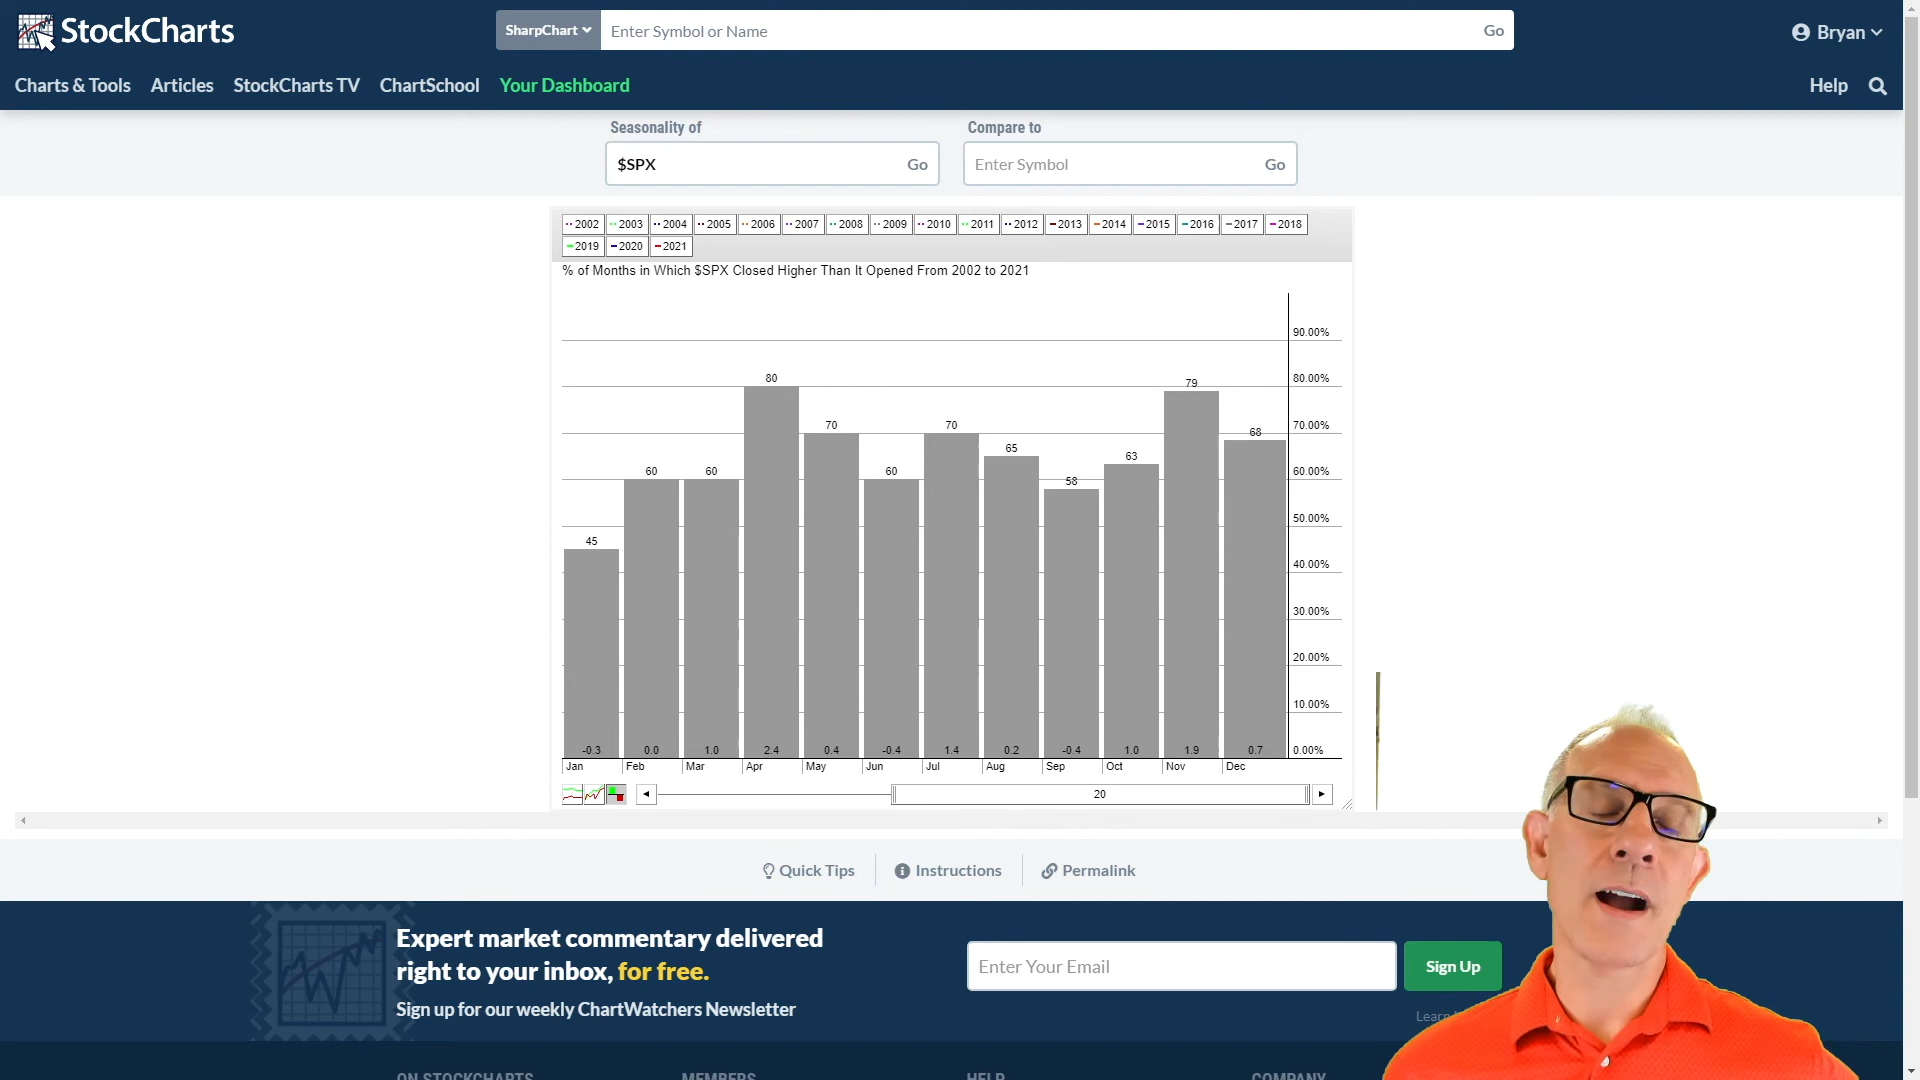 StockCharts
SharpChart
Enter Symbol or Name
Go
Bryan
Charts & Tools
Articles
StockCharts TV
ChartSchool
Your Dashboard
Help
Seasonality of
Compare to
$SPX
Go
Enter Symbol
Go
2002 2003 2004 2005 2006 2007 2008 2009 2010 2011 2012 2013 2014 2015 2016 2017 2018
2019 2020 2021
% of Months in Which $SPX Closed Higher Than It Opened From 2002 to 2021
90.00%
80.00%
70.00%
60.00%
50.00%
40.00%
30.00%
20.00%
10.00%
0.00%
45 60 60 80 70 60 70 65 58 63 79 68
-0.3 0.0 1.0 2.4 0.4 -0.4 1.4 0.2 -0.4 1.0 1.9 0.7
Jan Feb Mar Apr May Jun Jul Aug Sep Oct Nov Dec
20
Quick Tips
Instructions
Permalink
Expert market commentary delivered
right to your inbox, for free.
Sign up for our weekly ChartWatchers Newsletter
Enter Your Email
Sign Up
Learn
ON STOCKCHARTS
MEMBERS
HELP
COMPANY